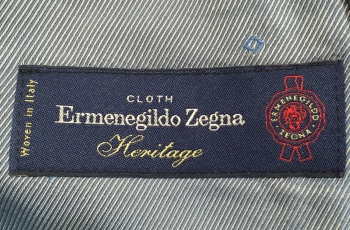 Woven in Italy
CLOTH
Ermenegildo Zegna
Heritage
ERMENEGILDO
ZEGNA